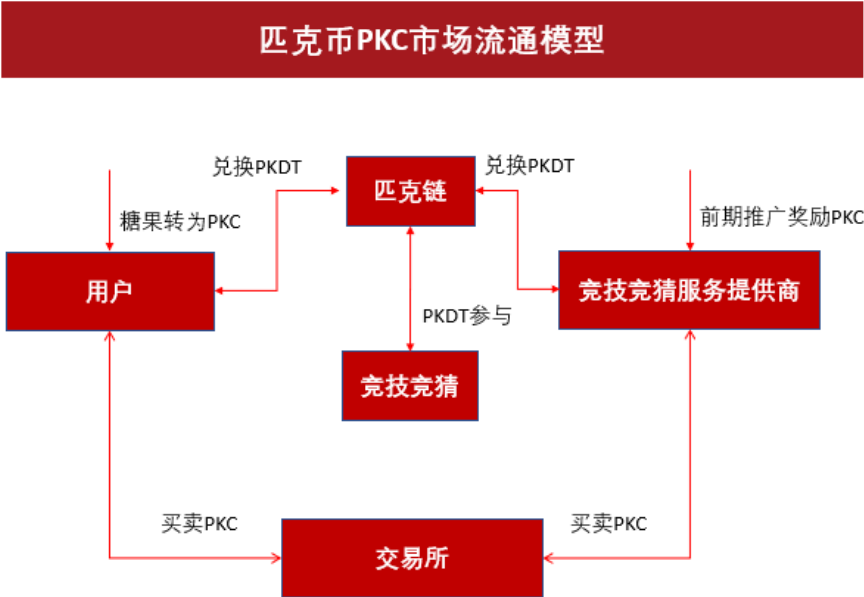 匹克币PKC市场流通模型
兑换PKDT
匹克链
兑换PKDT
糖果转为PKC
前期推广奖励PKC
用户
竞技竞猜服务提供商
PKDT参与
竞技竞猜
买卖PKC
买卖PKC
交易所